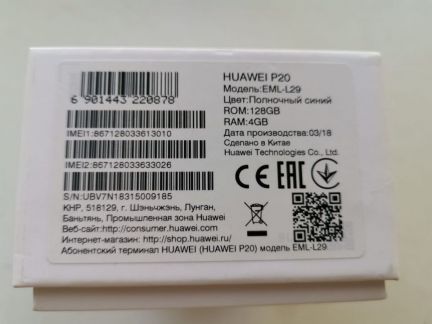 HUAWEI P20
Модель:EML-L29
Цвет:Полночный синий
ROM:128GB
RAM:4GB
Дата производства:03/18
Сделано в Китае
Huawei Technologies Co., Ltd.
6 901443 220878
IMEI1:867128033613010
IMEI2:867128033633026
S/N:UBV7N18315009185
CE EAC
КНР, 518129, г. Шэньчжэнь, Лунган,
Баньтянь, Промышленная зона Huawei
Веб-сайт:http://consumer.huawei.com
Интернет-магазин: http://shop.huawei.ru/
Абонентский терминал HUAWEI (HUAWEI P20) модель EML-L29